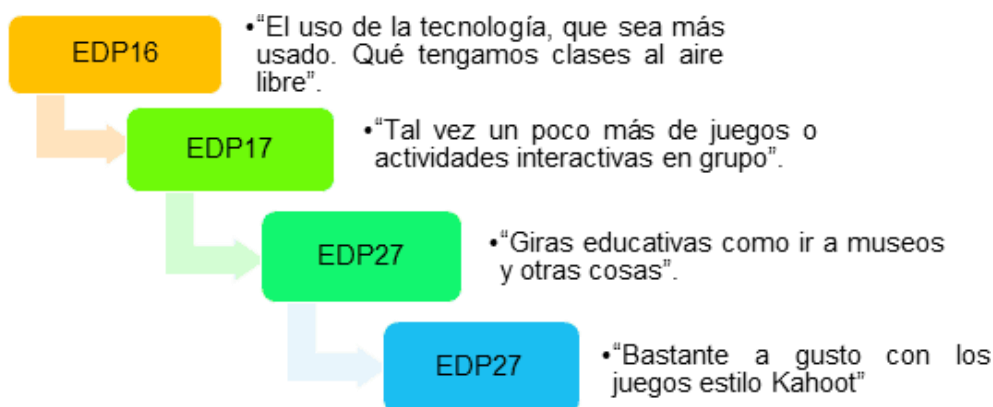 EDP16
•“El uso de la tecnología, que sea más
usado. Qué tengamos clases al aire
libre”.
EDP17
•“Tal vez un poco más de juegos o
actividades interactivas en grupo”.
EDP27
•“Giras educativas como ir a museos
y otras cosas”.
EDP27
•“Bastante a gusto con los
juegos estilo Kahoot”